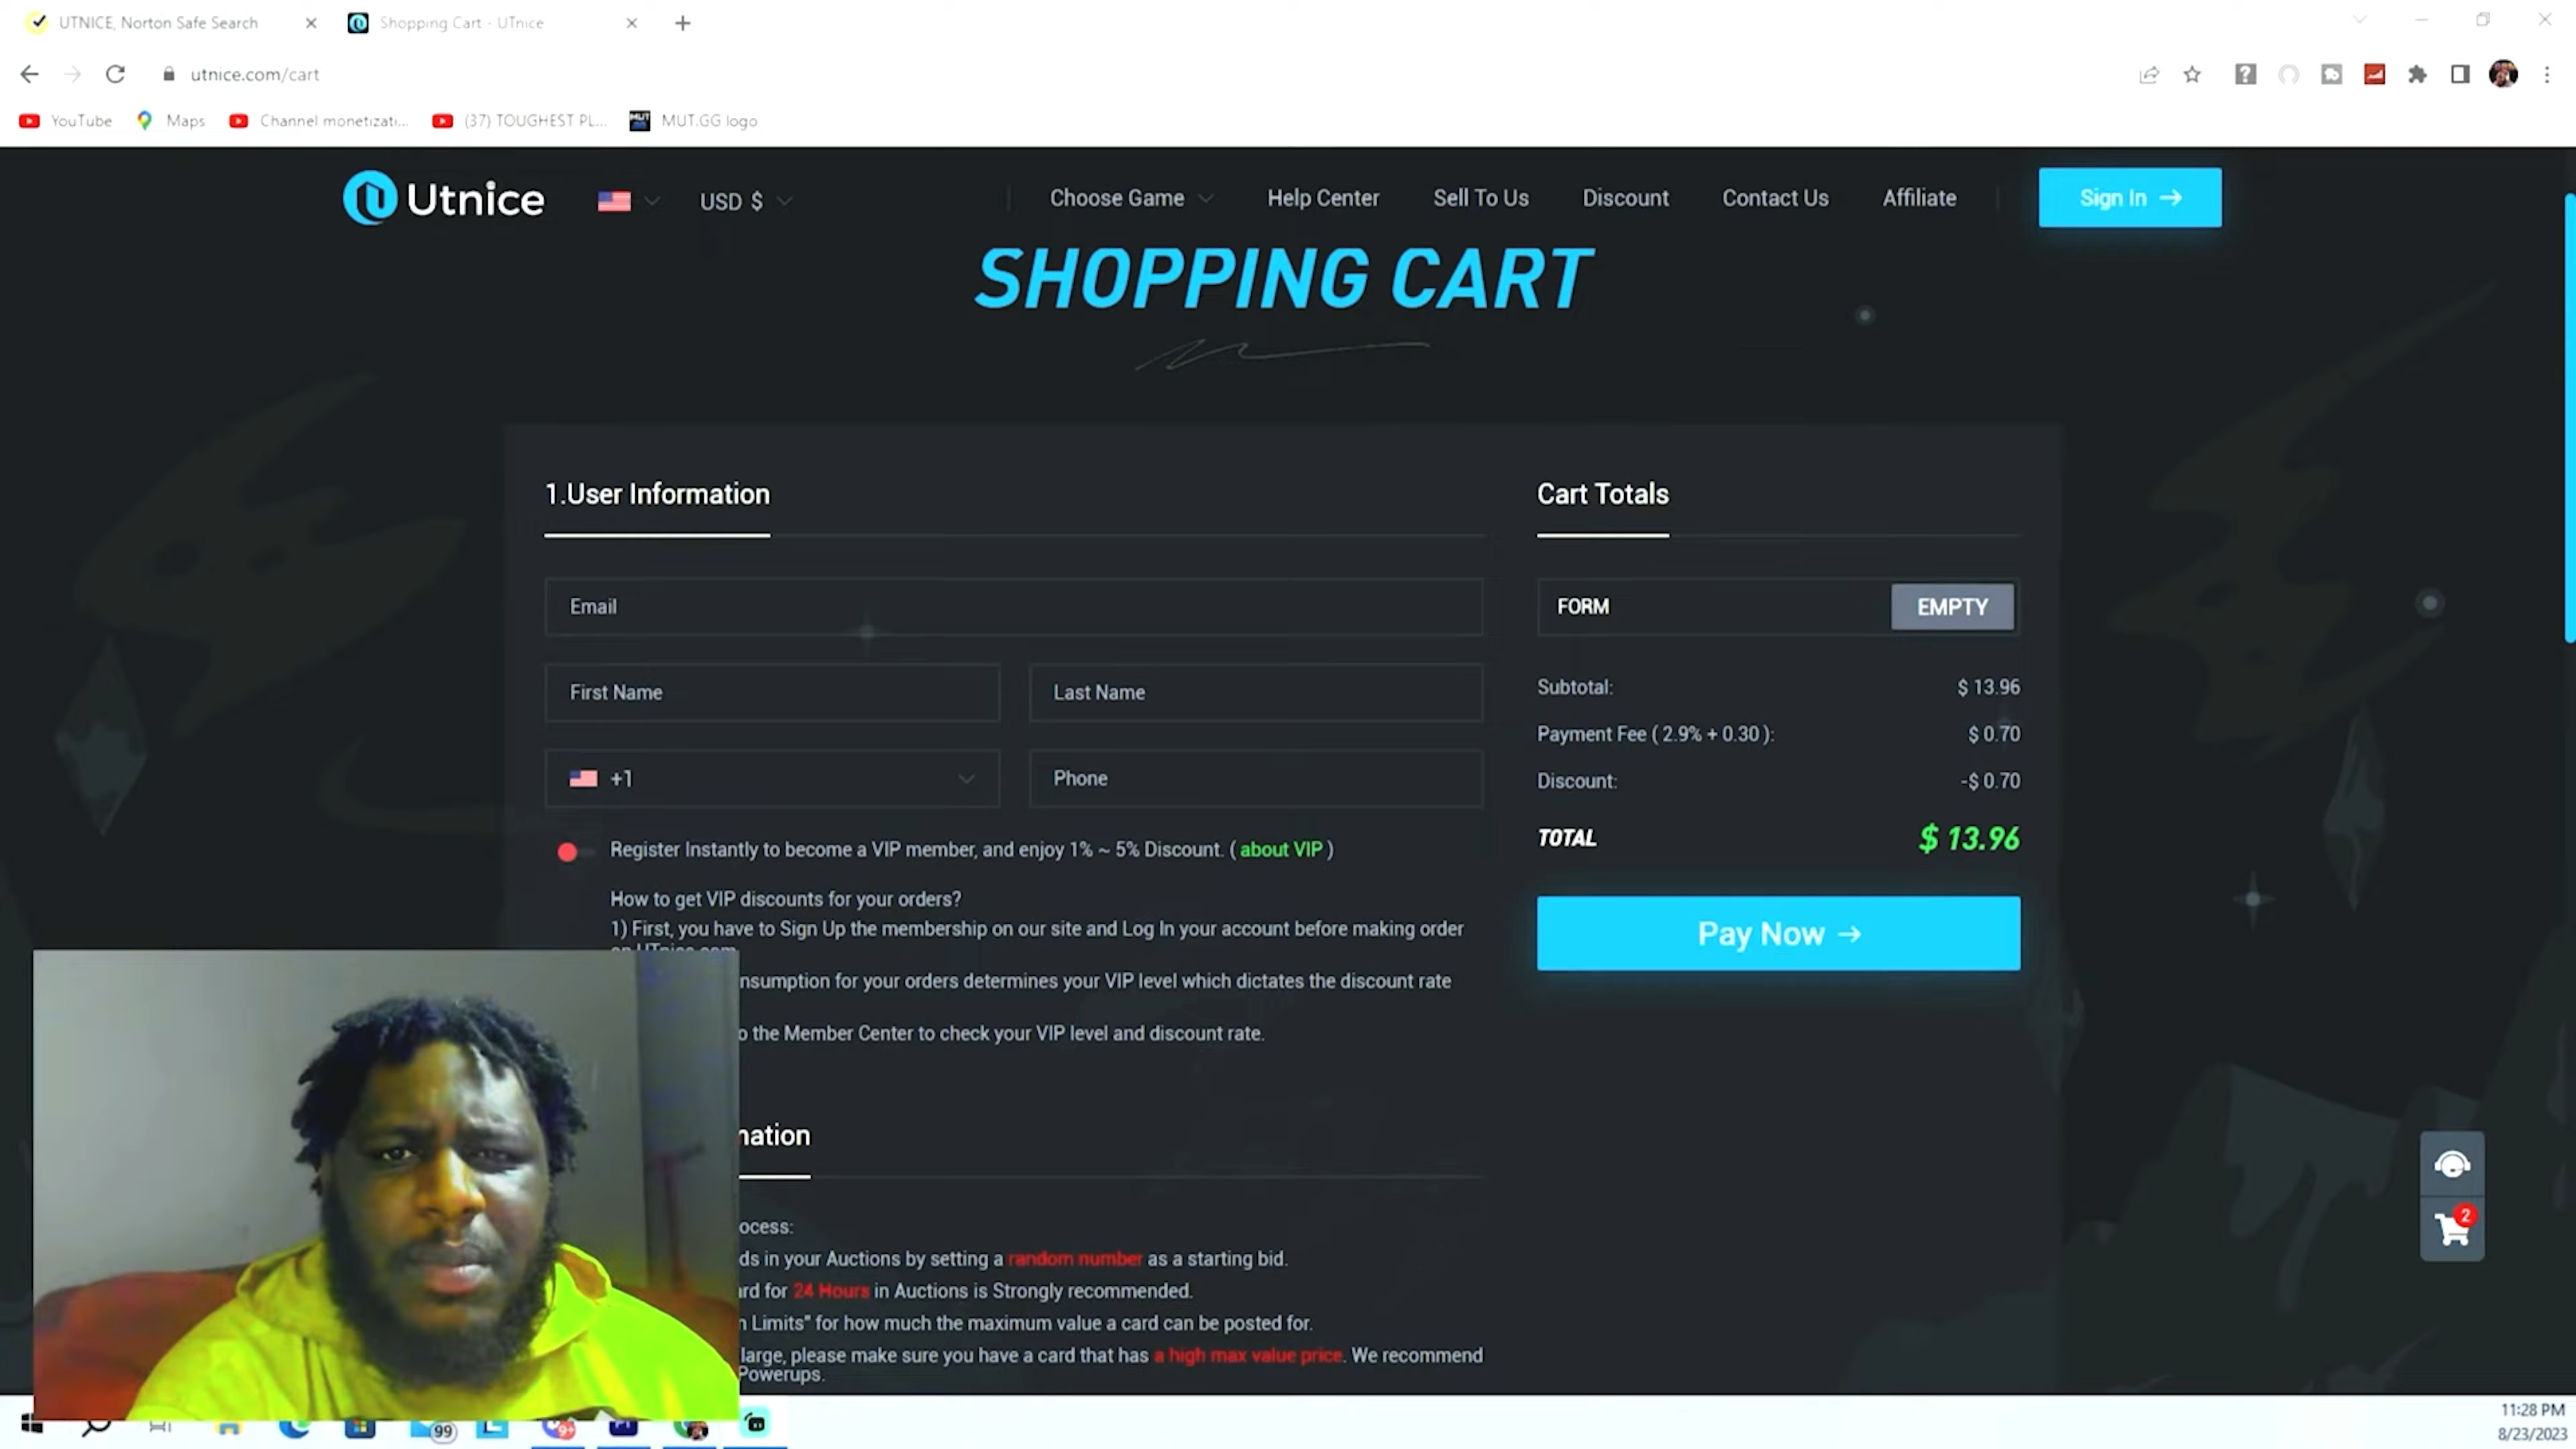 UTNICE, Norton Safe Search
Shopping Cart - UTnice
utnice.com/cart
YouTube
Maps
Channel monetizati...
(37) TOUGHEST PL...
MUT.GG logo
Utnice
USD $
Choose Game
Help Center
Sell To Us
Discount
Contact Us
Affiliate
Sign In →
SHOPPING CART
1.User Information
Email
First Name
Last Name
+1
Phone
Register Instantly to become a VIP member, and enjoy 1% ~ 5% Discount. ( about VIP )
How to get VIP discounts for your orders?
1) First, you have to Sign Up the membership on our site and Log In your account before making order
on UTnice.com
nsumption for your orders determines your VIP level which dictates the discount rate
o the Member Center to check your VIP level and discount rate.
Cart Totals
FORM
EMPTY
Subtotal: $ 13.96
Payment Fee ( 2.9% + 0.30 ): $ 0.70
Discount: -$ 0.70
TOTAL $ 13.96
Pay Now →
mation
ocess:
ds in your Auctions by setting a random number as a starting bid.
rd for 24 Hours in Auctions is Strongly recommended.
n Limits" for how much the maximum value a card can be posted for.
large, please make sure you have a card that has a high max value price. We recommend
Powerups.
2
99
9+
11:28 PM
8/23/2023